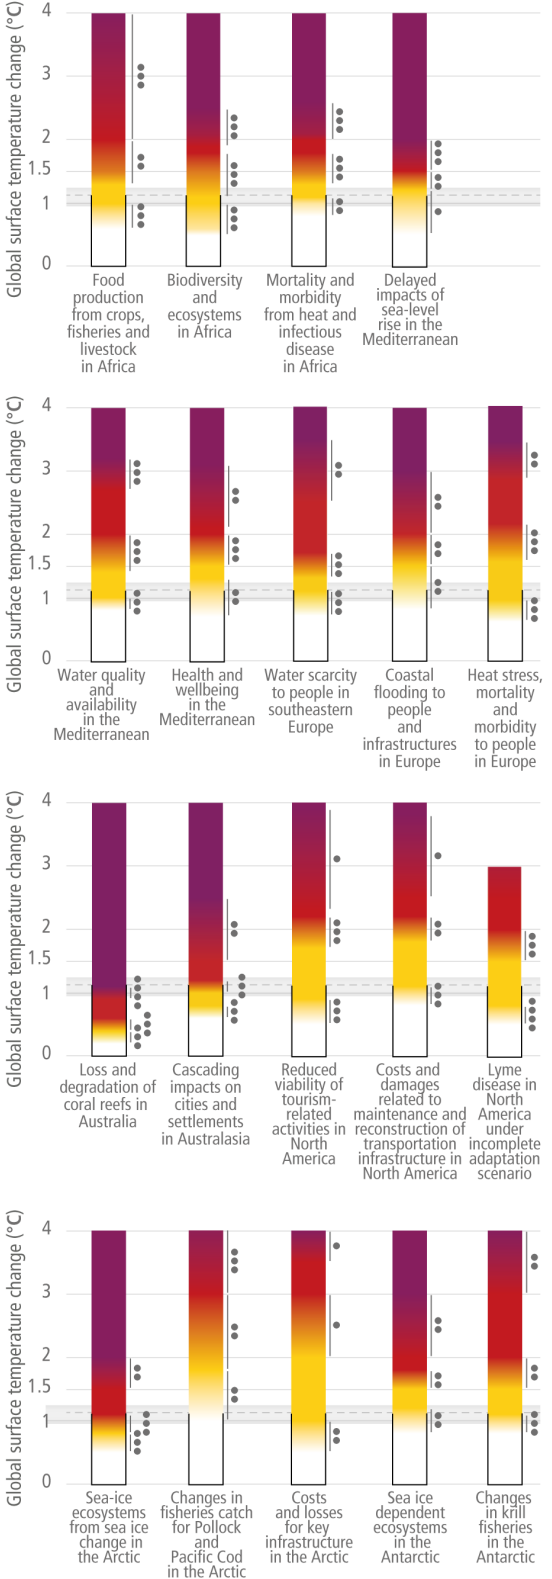 Global surface temperature change (°C)
4
3
2
1.5
1
0
Food
production
from crops,
fisheries and
livestock
in Africa
Biodiversity
and
ecosystems
in Africa
Mortality and
morbidity
from heat and
infectious
disease
in Africa
Delayed
impacts of
sea-level
rise in the
Mediterranean
Global surface temperature change (°C)
4
3
2
1.5
1
0
Water quality
and
availability
in the
Mediterranean
Health and
wellbeing
in the
Mediterranean
Water scarcity
to people in
southeastern
Europe
Coastal
flooding to
people
and
infrastructures
in Europe
Heat stress,
mortality
and
morbidity
to people
in Europe
Global surface temperature change (°C)
4
3
2
1.5
1
0
Loss and
degradation of
coral reefs in
Australia
Cascading
impacts on
cities and
settlements
in Australasia
Reduced
viability of
tourism-
related
activities in
North
America
Costs and
damages
related to
maintenance and
reconstruction of
transportation
infrastructure in
North America
Lyme
disease in
North
America
under
incomplete
adaptation
scenario
Global surface temperature change (°C)
4
3
2
1.5
1
0
Sea-ice
ecosystems
from sea ice
change in
the Arctic
Changes in
fisheries catch
for Pollock
and
Pacific Cod
in the Arctic
Costs
and losses
for key
infrastructure
in the Arctic
Sea ice
dependent
ecosystems
in the
Antarctic
Changes
in krill
fisheries
in the
Antarctic